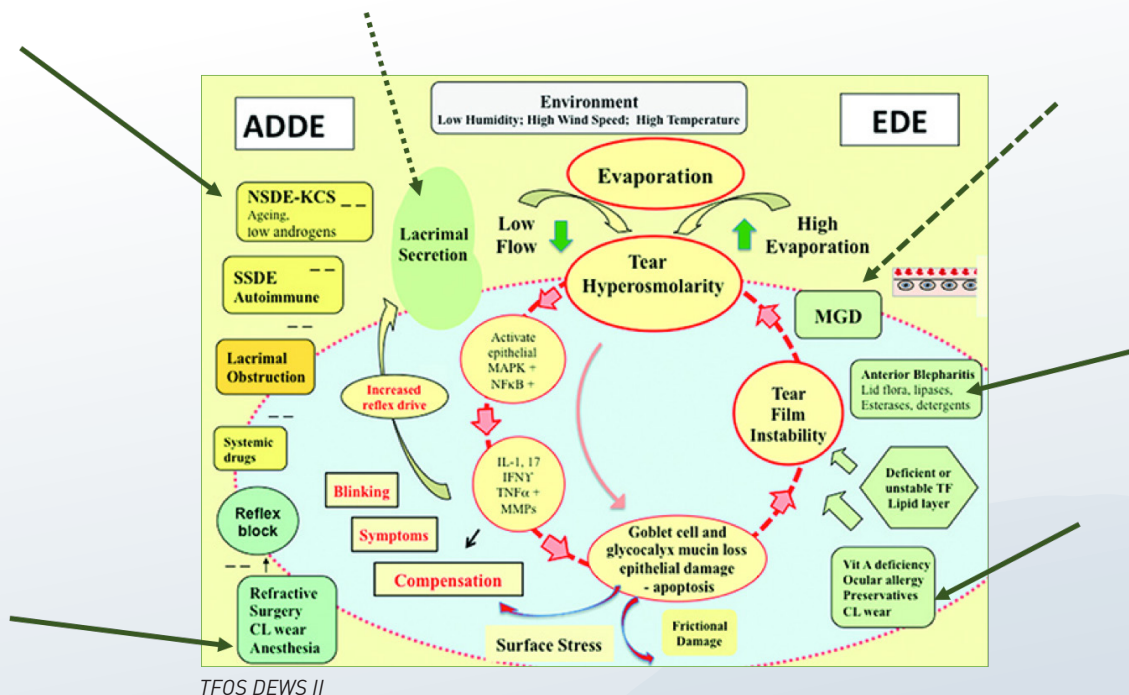 ADDE
Environment
Low Humidity; High Wind Speed; High Temperature
EDE
Evaporation
NSDE-KCS
Ageing,
low androgens
Lacrimal
Secretion
Low
Flow
High
Evaporation
Tear
Hyperosmolarity
SSDE
Autoimmune
MGD
Lacrimal
Obstruction
Activate
epithelial
MAPK +
NFκB +
Anterior Blepharitis
Lid flora, lipases,
Esterases, detergents
Increased
reflex drive
Tear
Film
Instability
Systemic
drugs
IL-1, 17
IFNϒ
TNFα +
MMPs
Deficient or
unstable TF
Lipid layer
Blinking
Reflex
block
Symptoms
Goblet cell and
glycocalyx mucin loss
epithelial damage
- apoptosis
Compensation
Vit A deficiency
Ocular allergy
Preservatives
CL wear
Refractive
Surgery
CL wear
Anesthesia
Surface Stress
Frictional
Damage
TFOS DEWS II